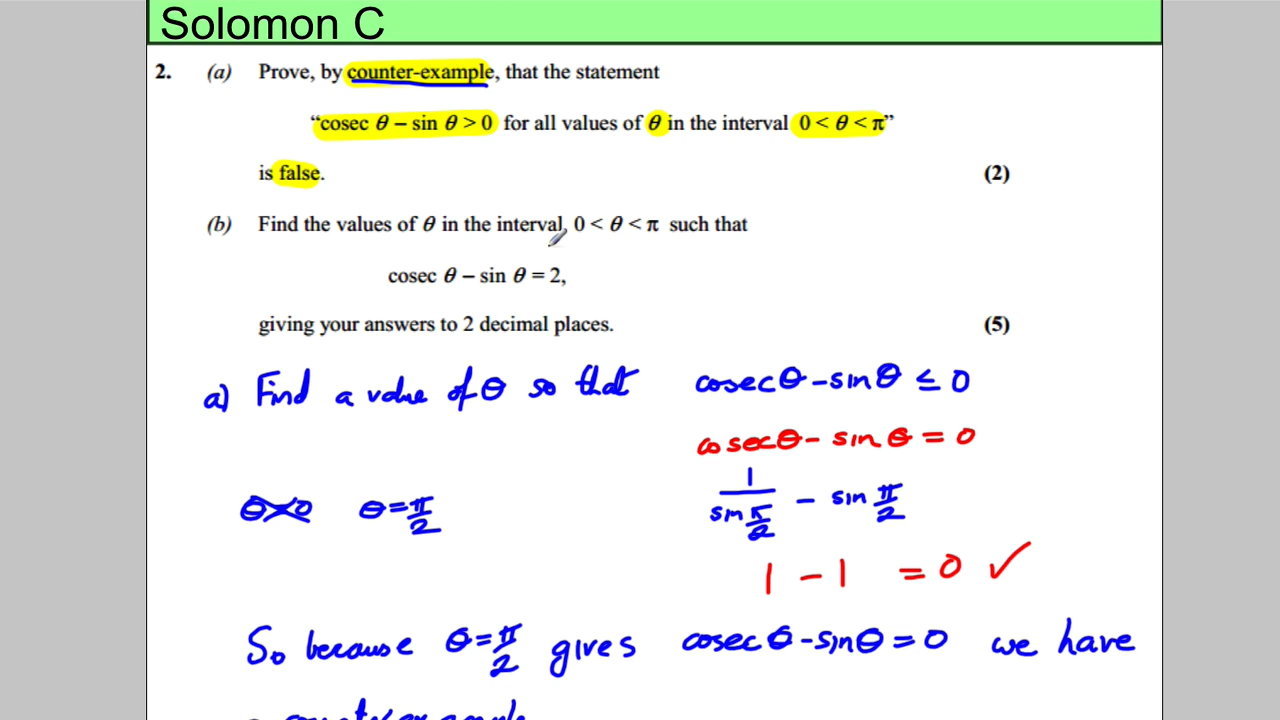 Solomon C
2. (a) Prove, by counter-example, that the statement
“cosec θ – sin θ > 0 for all values of θ in the interval 0 < θ < π”
is false. (2)
(b) Find the values of θ in the interval, 0 < θ < π such that
cosec θ – sin θ = 2,
giving your answers to 2 decimal places. (5)
a) Find a value of θ so that cosecθ - sinθ ≤ 0
cosecθ - sinθ = 0
θ=0 θ=π/2 1/sin π/2 - sin π/2
1 - 1 = 0 ✓
So because θ=π/2 gives cosecθ-sinθ=0 we have
a counterexample